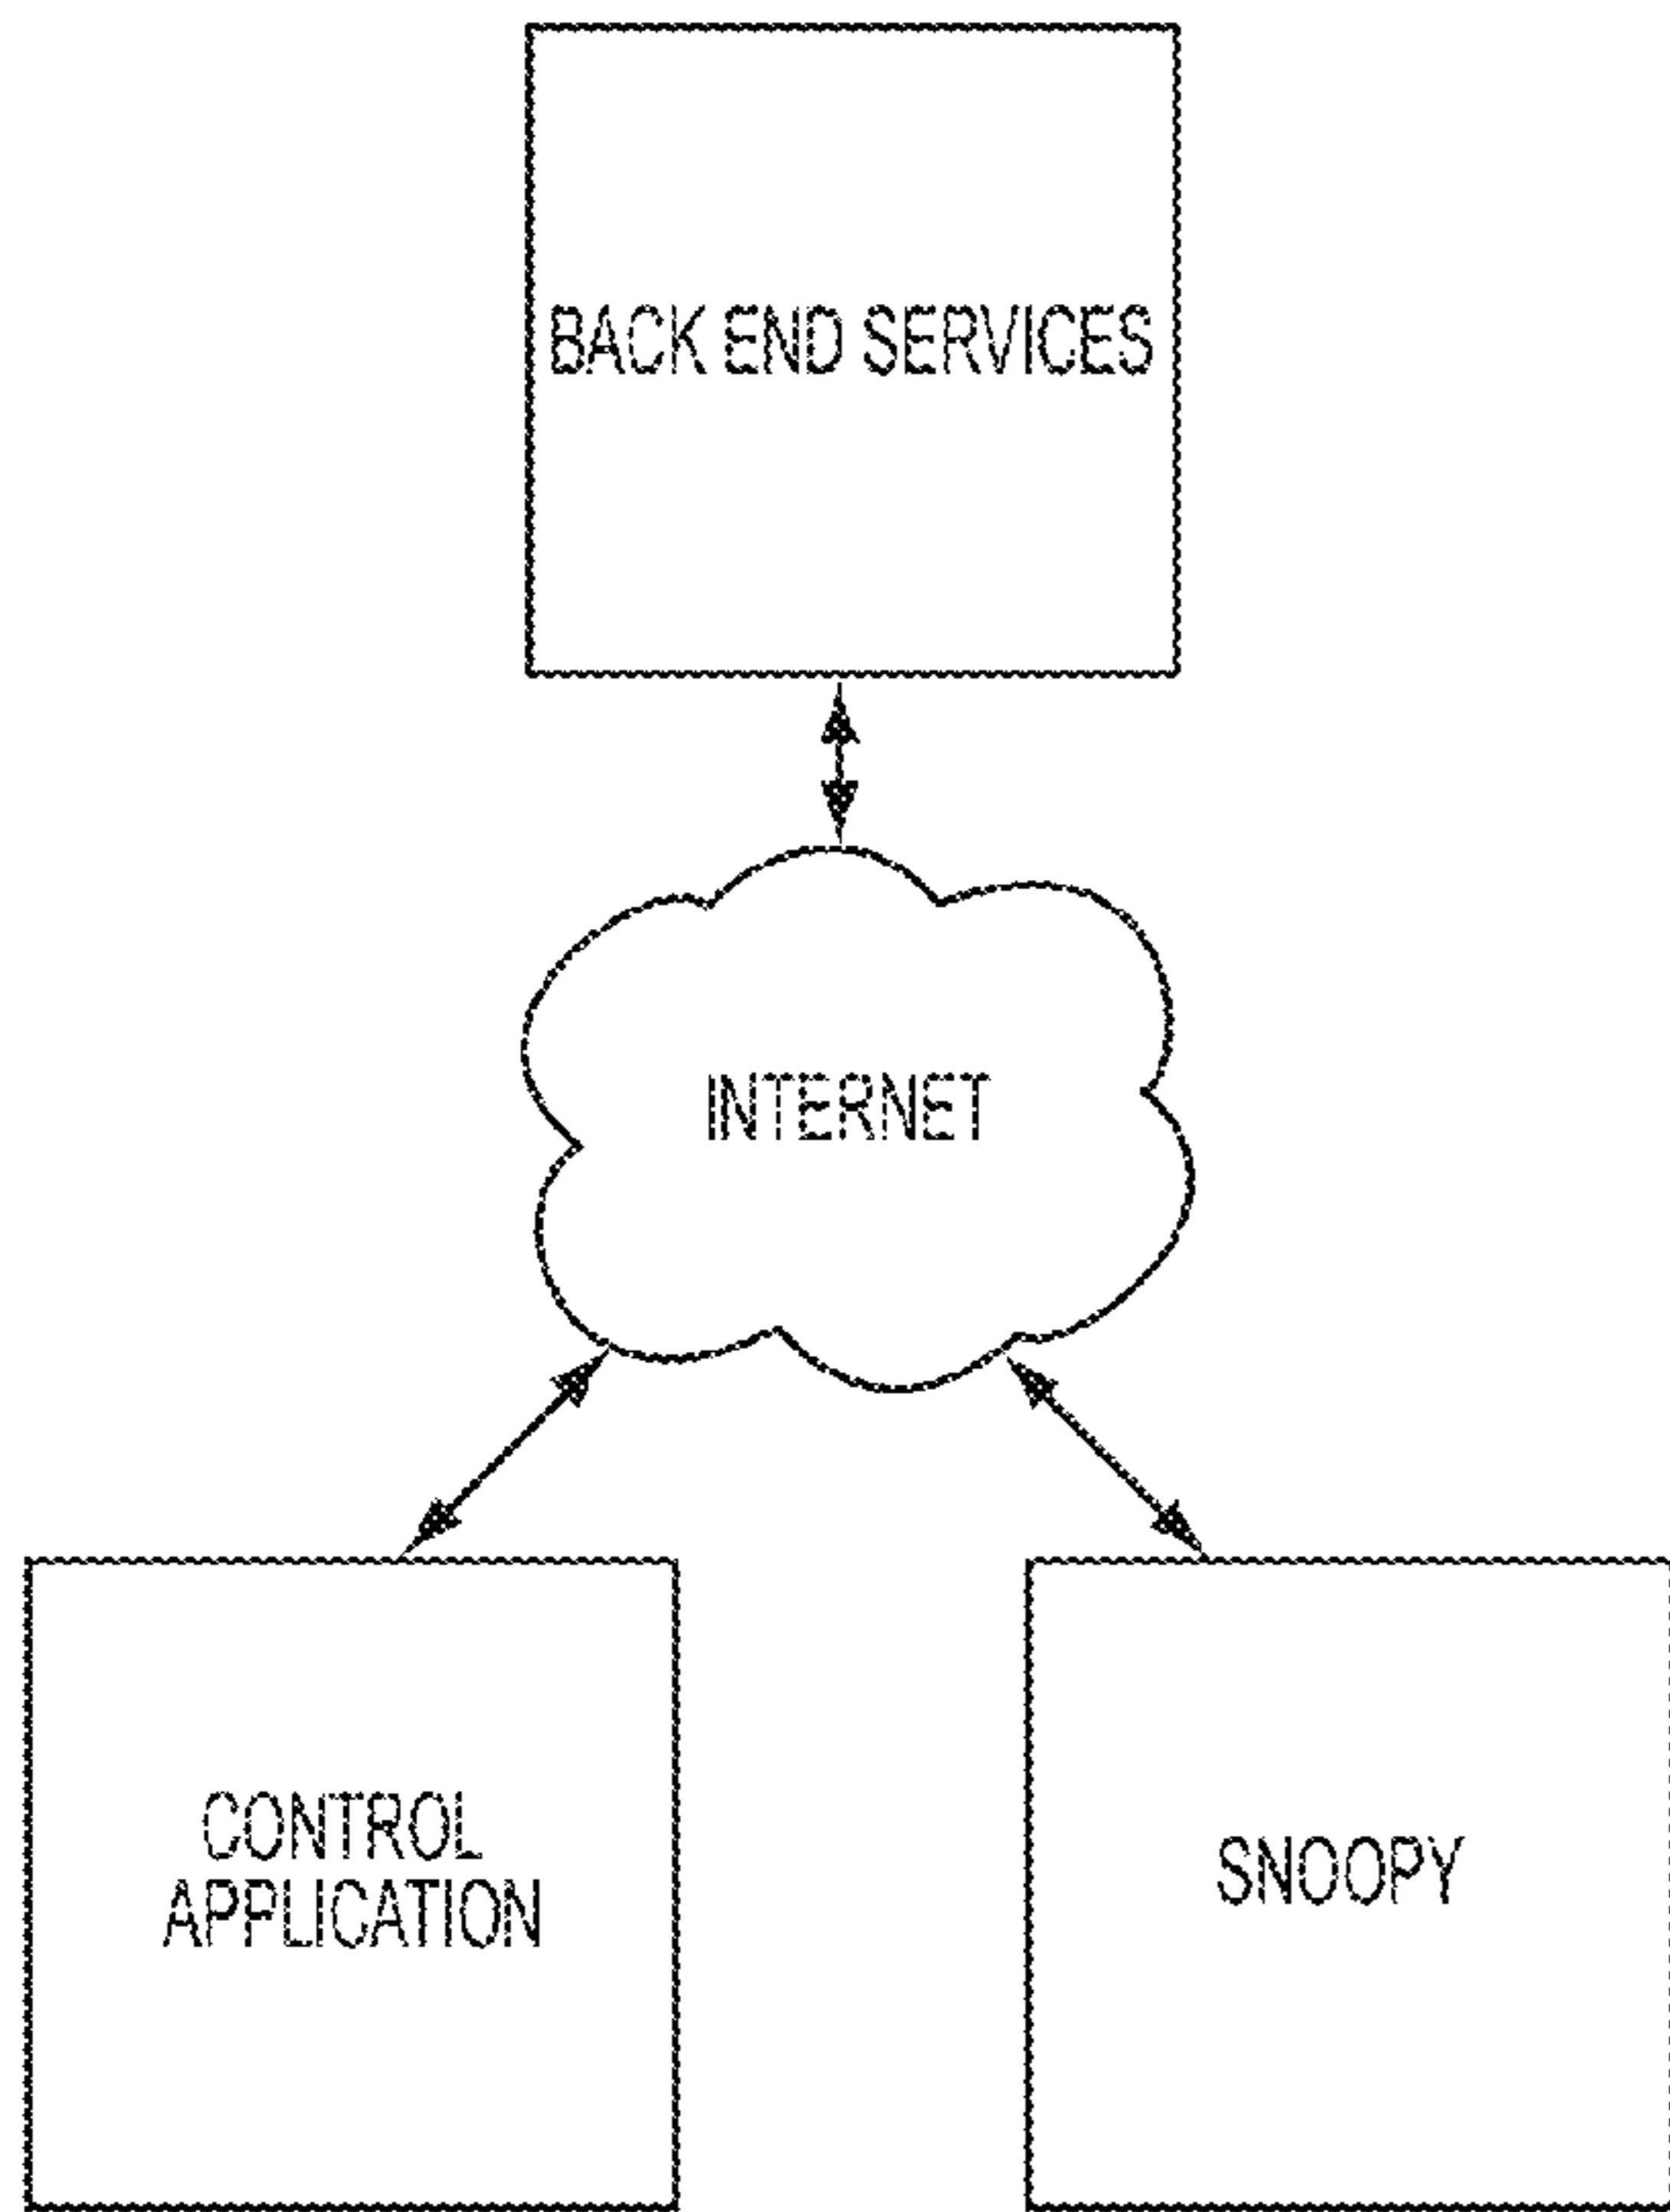 BACK END SERVICES
INTERNET
CONTROL
APPLICATION
SNOOPY